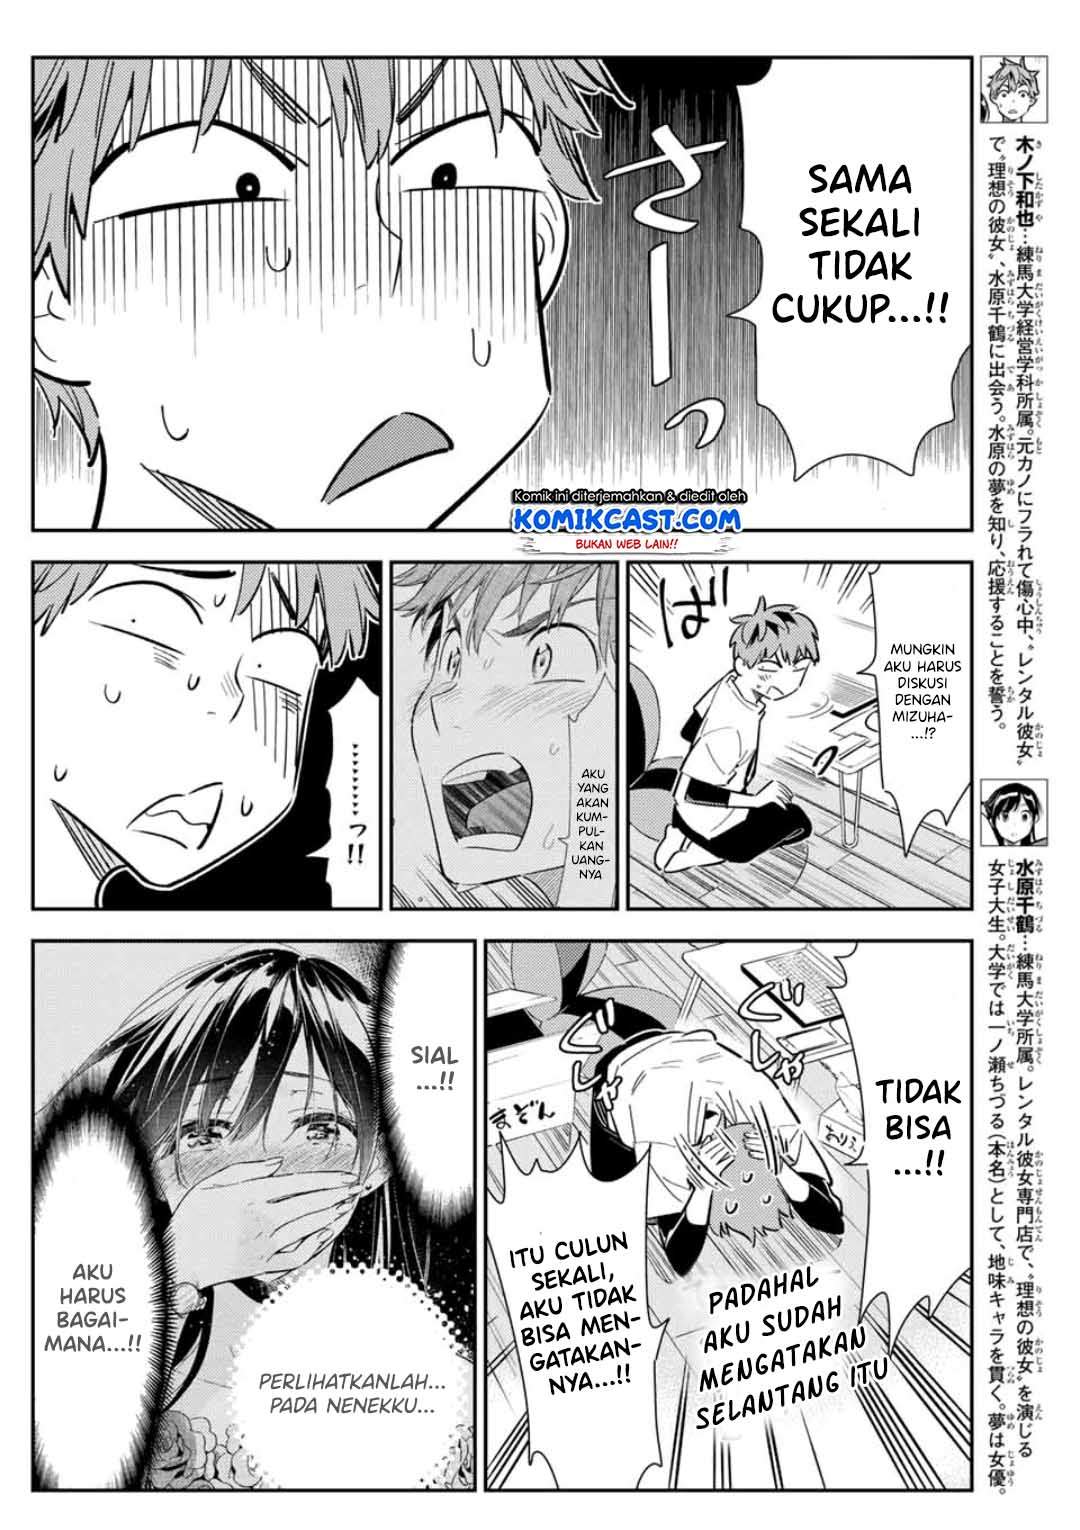 SAMA
SEKALI
TIDAK
CUKUP...!!
さーっ
Komik ini diterjemahkan & diedit oleh
KOMIKCAST.COM
BUKAN WEB LAIN!!
MUNGKIN
AKU HARUS
DISKUSI
DENGAN
MIZUHA-
...!?
ばっ
AKU
YANG
AKAN
KUM-
PUL-
KAN
UANG-
NYA
………っ!!
TIDAK
BISA
...!!
PADAHAL
AKU SUDAH
MENGATAKAN
SELANTANG ITU
じゃ
じゃ
まぞん
ITU CULUN
SEKALI,
AKU TIDAK
BISA MEN-
GATAKAN-
NYA...!!
SIAL
...!!
PERLIHATKANLAH...
PADA NENEKKU...
AKU
HARUS
BAGAI-
MANA...!!
木ノ下和也…練馬大学経営学科所属。元カノにフラれて傷心中、〝レンタル彼女〟
で〝理想の彼女〟、水原千鶴に出会う。水原の夢を知り、応援することを誓う。
水原千鶴…練馬大学所属。レンタル彼女専門店で、〝理想の彼女〟を演じる
女子大生。大学では一ノ瀬ちづる(本名)として、地味キャラを貫く。夢は女優。